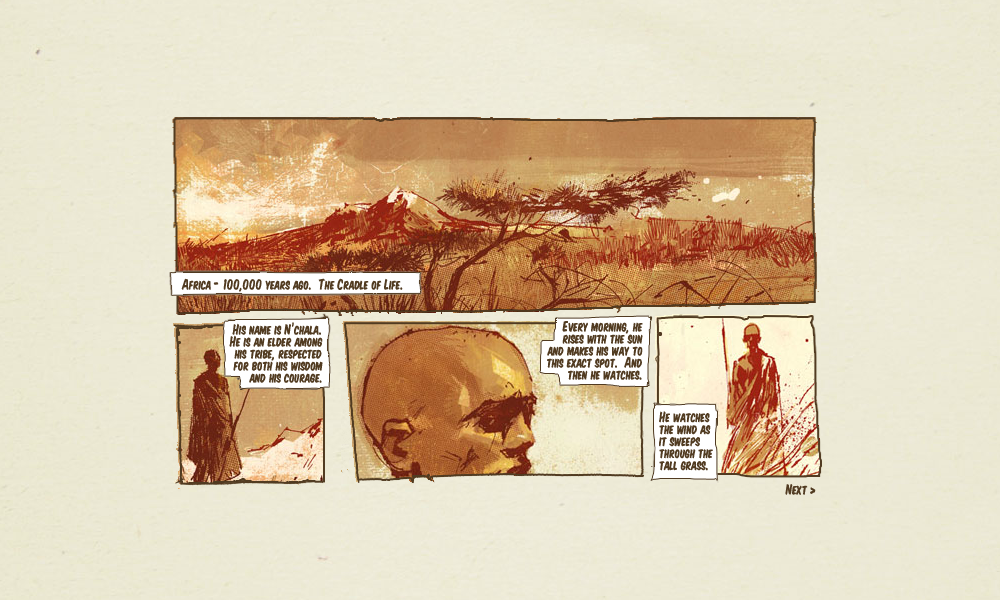 Africa - 100,000 years ago. The Cradle of Life.
His name is N'Chala.
He is an elder among
his tribe, respected
for both his wisdom
and his courage.
Every morning, he
rises with the sun
and makes his way to
this exact spot. And
then he watches.
He watches
the wind as
it sweeps
through the
tall grass.
Next >